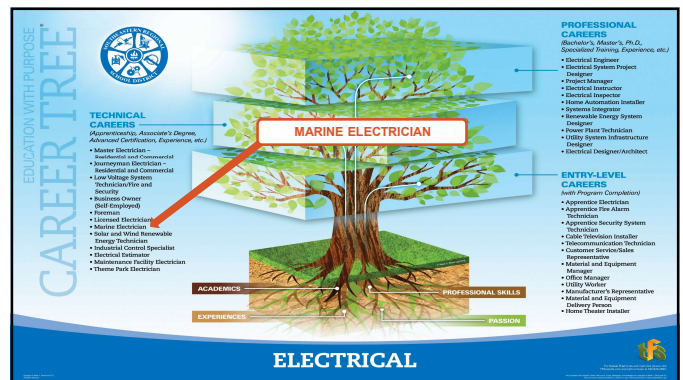 EDUCATION WITH PURPOSE
CAREER TREE
SOUTHEASTERN REGIONAL
SCHOOL DISTRICT
TECHNICAL
CAREERS
(Apprenticeship, Associate's Degree,
Advanced Certification, Experience, etc.)
• Master Electrician –
Residential and Commercial
• Journeyman Electrician –
Residential and Commercial
• Low Voltage System
Technician/Fire and
Security
• Business Owner
(Self-Employed)
• Foreman
• Licensed Electrician
• Marine Electrician
• Solar and Wind Renewable
Energy Technician
• Industrial Control Specialist
• Electrical Estimator
• Maintenance Facility Electrician
• Theme Park Electrician
MARINE ELECTRICIAN
PROFESSIONAL
CAREERS
(Bachelor's, Master's, Ph.D.,
Specialized Training, Experience, etc.)
• Electrical Engineer
• Electrical System Project
Designer
• Project Manager
• Electrical Instructor
• Electrical Inspector
• Home Automation Installer
• Systems Integrator
• Renewable Energy System
Designer
• Power Plant Technician
• Utility System Infrastructure
Designer
• Electrical Designer/Architect
ENTRY-LEVEL
CAREERS
(with Program Completion)
• Apprentice Electrician
• Apprentice Fire Alarm
Technician
• Apprentice Security System
Technician
• Cable Television Installer
• Telecommunication Technician
• Customer Service/Sales
Representative
• Material and Equipment
Manager
• Office Manager
• Utility Worker
• Manufacturer's Representative
• Material and Equipment
Delivery Person
• Home Theater Installer
ACADEMICS
PROFESSIONAL SKILLS
EXPERIENCES
PASSION
ELECTRICAL
tfs